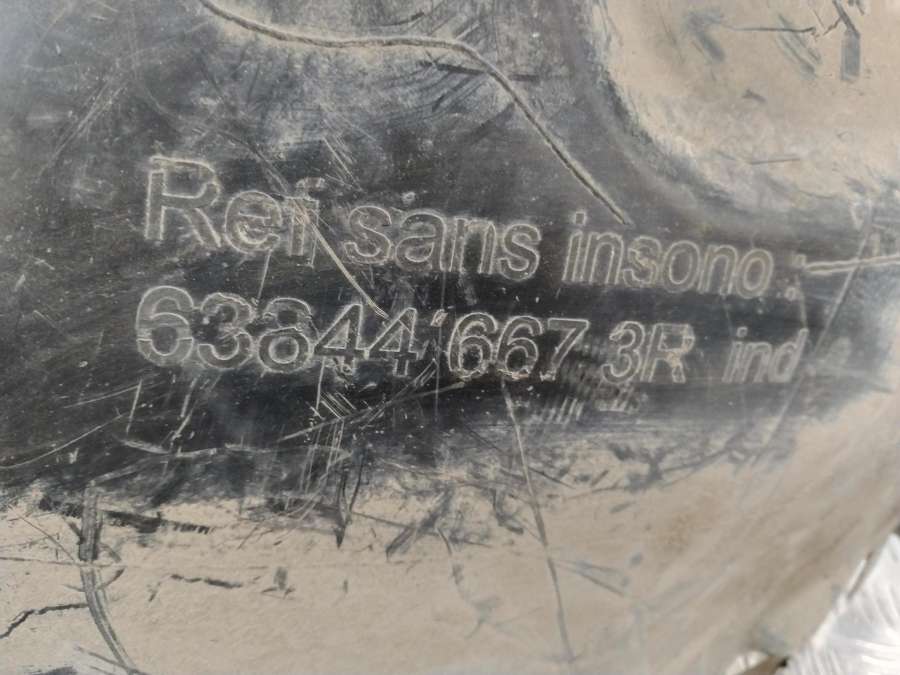 Ref sans insono :
63844 667 3R ind